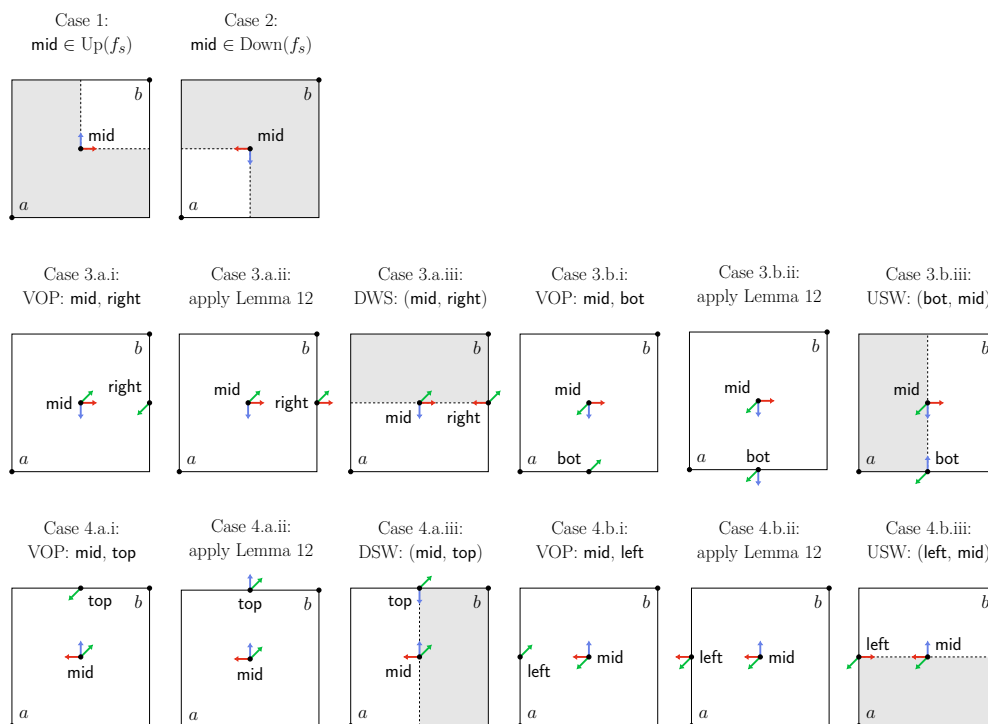 Case 1: Case 2:
mid ∈ Up(f_s) mid ∈ Down(f_s)
b b
mid mid
a a
Case 3.a.i: Case 3.a.ii: Case 3.a.iii: Case 3.b.i: Case 3.b.ii: Case 3.b.iii:
VOP: mid, right apply Lemma 12 DWS: (mid, right) VOP: mid, bot apply Lemma 12 USW: (bot, mid)
b b b b b b
right mid mid mid mid
mid right mid right
a a a a bot a bot a bot
Case 4.a.i: Case 4.a.ii: Case 4.a.iii: Case 4.b.i: Case 4.b.ii: Case 4.b.iii:
VOP: mid, top apply Lemma 12 DSW: (mid, top) VOP: mid, left apply Lemma 12 USW: (left, mid)
top b top b top b b b b
mid mid mid left mid left mid left mid
a a a a a a